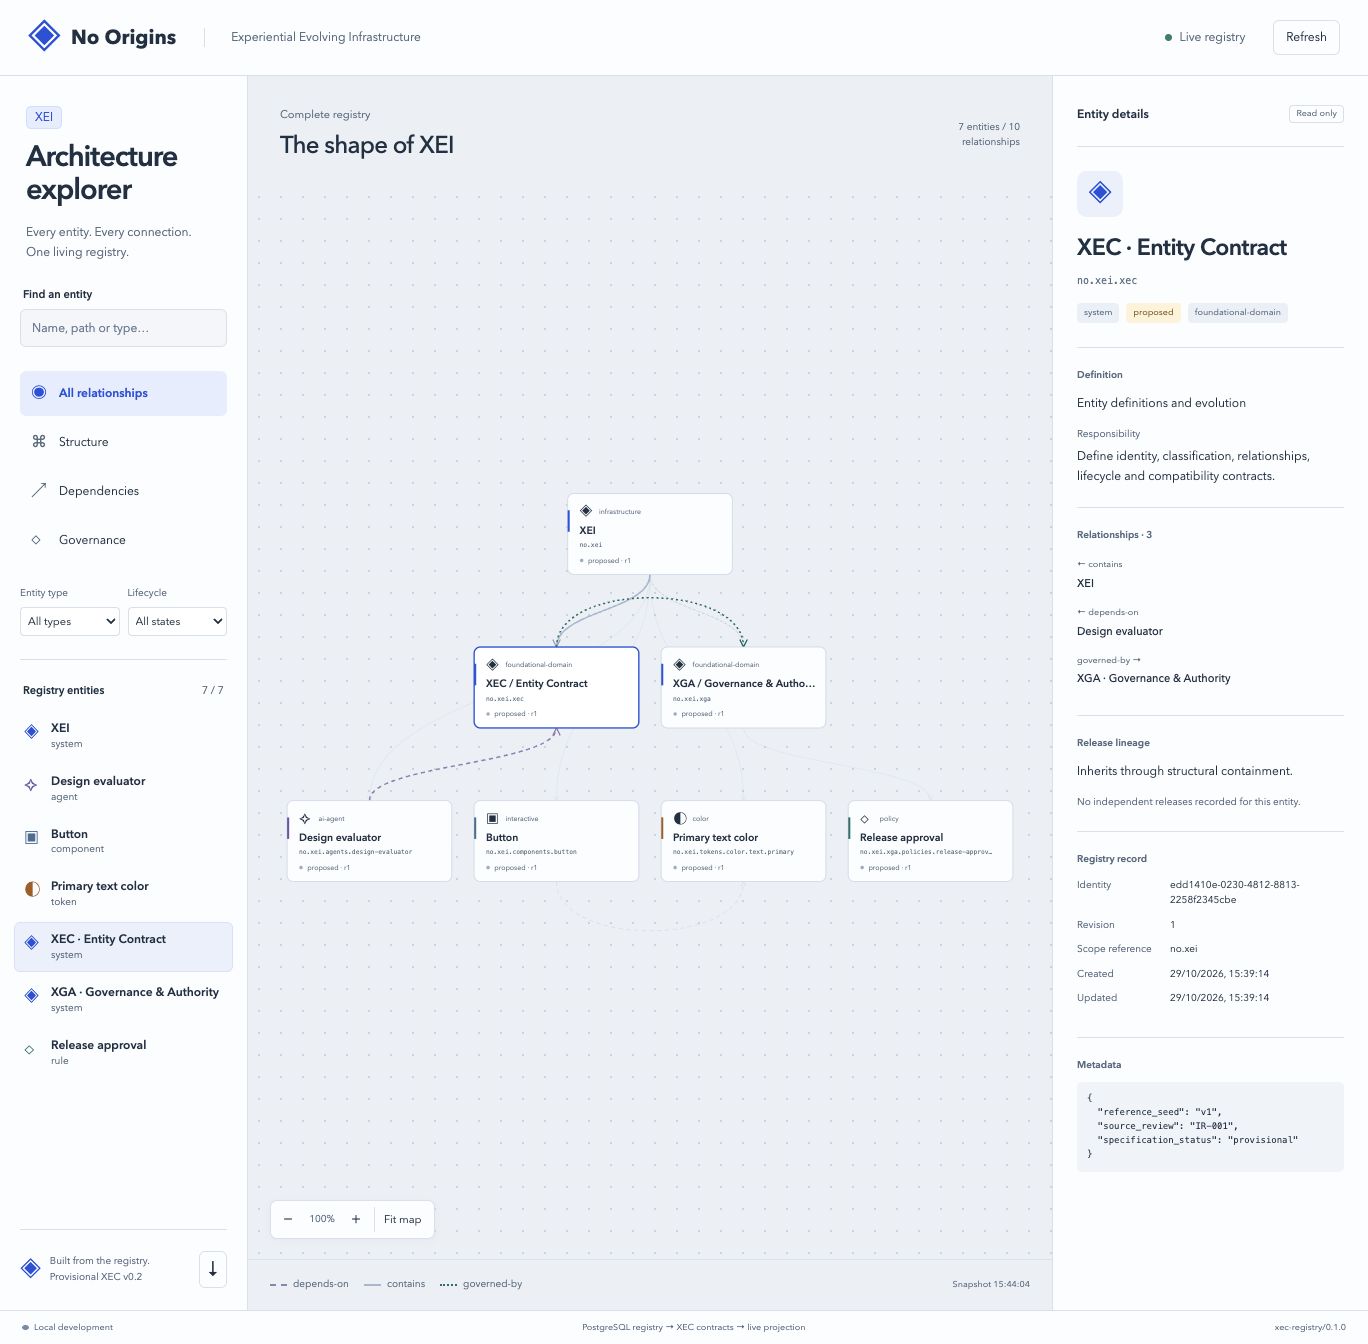 No Origins
Experiential Evolving Infrastructure
Live registry
Refresh
XEI
Architecture
explorer
Every entity. Every connection.
One living registry.
Find an entity
Name, path or type…
All relationships
Structure
Dependencies
Governance
Entity type
Lifecycle
All types
All states
Registry entities
7 / 7
XEI
system
Design evaluator
agent
Button
component
Primary text color
token
XEC · Entity Contract
system
XGA · Governance & Authority
system
Release approval
rule
Built from the registry.
Provisional XEC v0.2
Complete registry
The shape of XEI
7 entities / 10
relationships
infrastructure
XEI
no.xei
proposed · r1
foundational-domain
XEC / Entity Contract
no.xei.xec
proposed · r1
foundational-domain
XGA / Governance & Autho…
no.xei.xga
proposed · r1
ai-agent
Design evaluator
no.xei.agents.design-evaluator
proposed · r1
interactive
Button
no.xei.components.button
proposed · r1
color
Primary text color
no.xei.tokens.color.text.primary
proposed · r1
policy
Release approval
no.xei.xga.policies.release-approv…
proposed · r1
− 100% + Fit map
depends-on
contains
governed-by
Snapshot 15:44:04
Entity details
Read only
XEC · Entity Contract
no.xei.xec
system
proposed
foundational-domain
Definition
Entity definitions and evolution
Responsibility
Define identity, classification, relationships,
lifecycle and compatibility contracts.
Relationships · 3
← contains
XEI
← depends-on
Design evaluator
governed-by →
XGA · Governance & Authority
Release lineage
Inherits through structural containment.
No independent releases recorded for this entity.
Registry record
Identity
edd1410e-0230-4812-8813-
2258f2345cbe
Revision
1
Scope reference
no.xei
Created
29/10/2026, 15:39:14
Updated
29/10/2026, 15:39:14
Metadata
{
"reference_seed": "v1",
"source_review": "IR-001",
"specification_status": "provisional"
}
Local development
PostgreSQL registry → XEC contracts → live projection
xec-registry/0.1.0